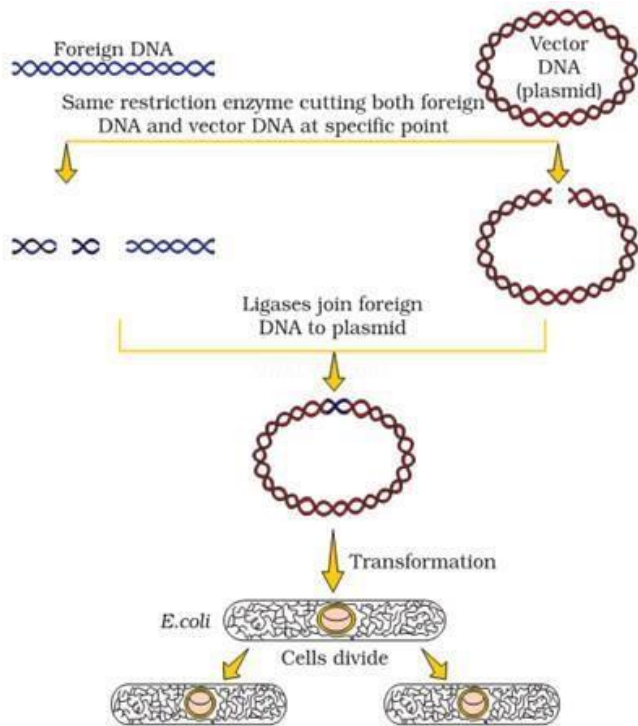 Foreign DNA
Vector
DNA
(plasmid)
Same restriction enzyme cutting both foreign
DNA and vector DNA at specific point
Ligases join foreign
DNA to plasmid
Transformation
E.coli
Cells divide